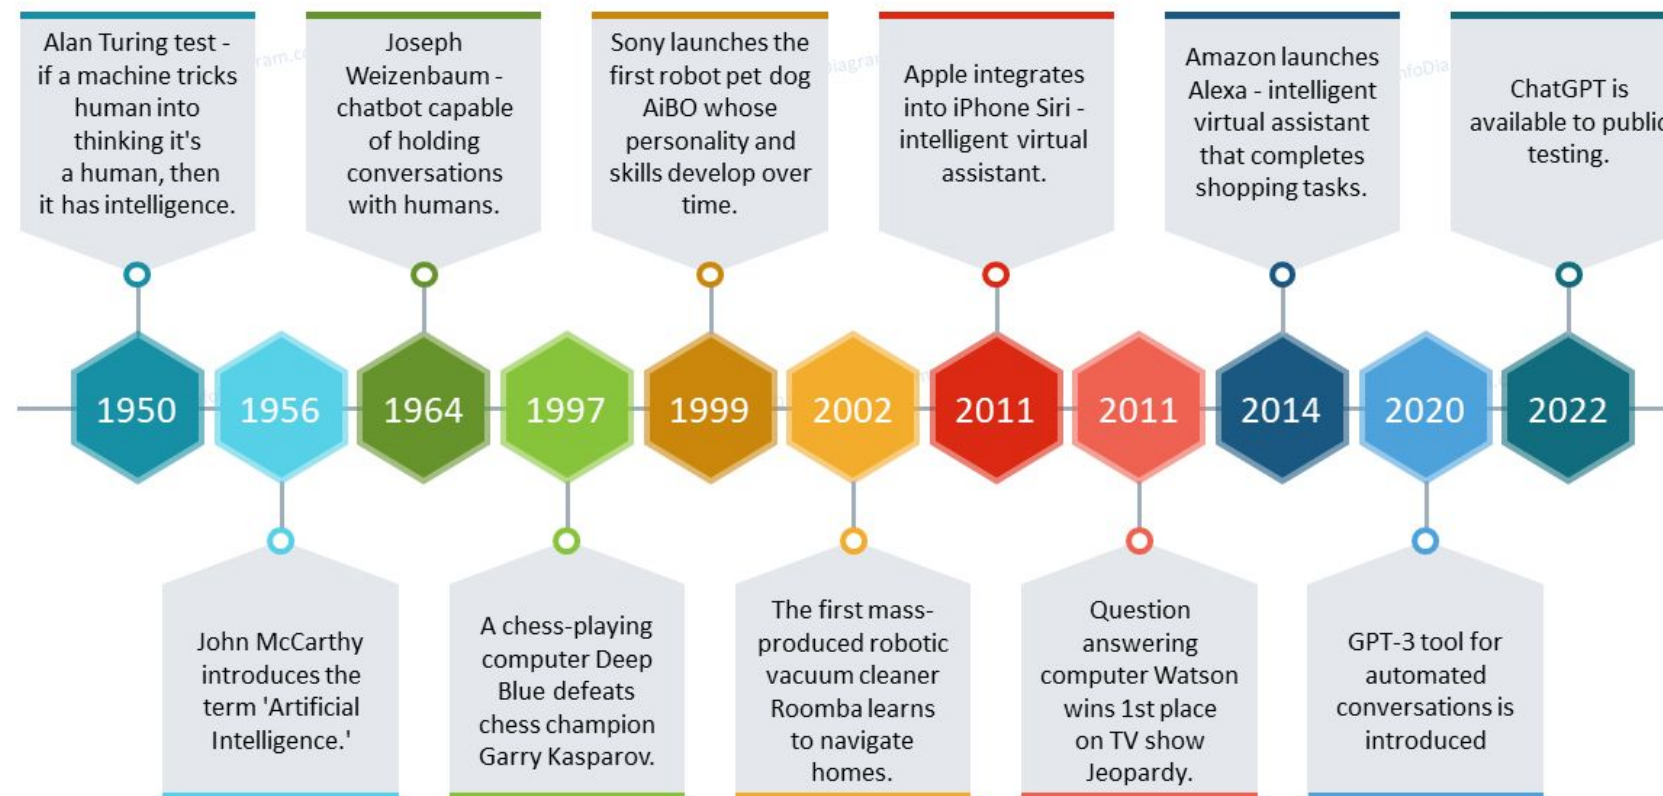 Alan Turing test -
if a machine tricks
human into
thinking it's
a human, then
it has intelligence.
Joseph
Weizenbaum -
chatbot capable
of holding
conversations
with humans.
Sony launches the
first robot pet dog
AiBO whose
personality and
skills develop over
time.
Apple integrates
into iPhone Siri -
intelligent virtual
assistant.
Amazon launches
Alexa - intelligent
virtual assistant
that completes
shopping tasks.
ChatGPT is
available to public
testing.
1950
1956
1964
1997
1999
2002
2011
2011
2014
2020
2022
John McCarthy
introduces the
term 'Artificial
Intelligence.'
A chess-playing
computer Deep
Blue defeats
chess champion
Garry Kasparov.
The first mass-
produced robotic
vacuum cleaner
Roomba learns
to navigate
homes.
Question
answering
computer Watson
wins 1st place
on TV show
Jeopardy.
GPT-3 tool for
automated
conversations is
introduced